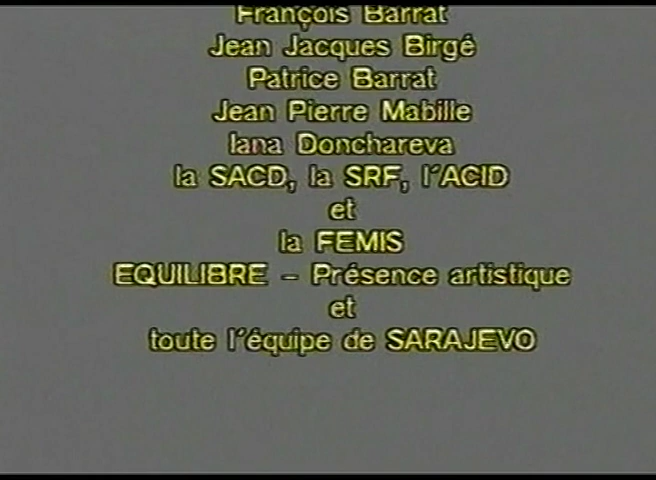 François Barrat
Jean Jacques Birgé
Patrice Barrat
Jean Pierre Mabille
Iana Donchareva
la SACD, la SRF, l'ACID
et
la FEMIS
EQUILIBRE - Présence artistique
et
toute l'équipe de SARAJEVO